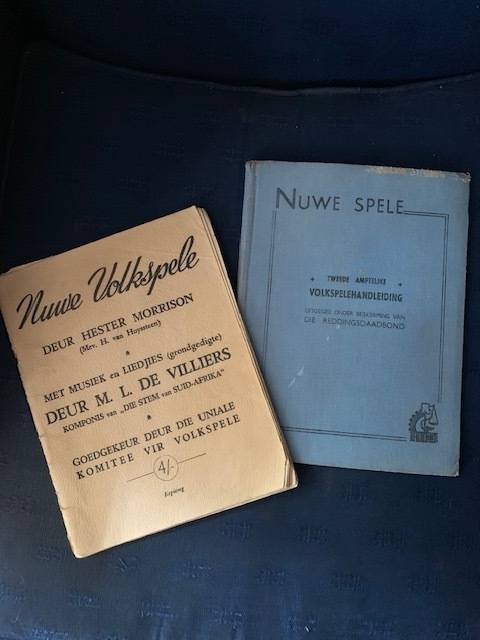 Nuwe Volkspele
DEUR HESTER MORRISON
(Mev. H. van Huyssteen)
MET MUSIEK en LIEDJIES (grondgedigte)
DEUR M. L. DE VILLIERS
KOMPONIS van „DIE STEM van SUID-AFRIKA"
GOEDGEKEUR DEUR DIE UNIALE
KOMITEE VIR VOLKSPELE
4/-
NUWE SPELE
TWEEDE AMPTELIKE
VOLKSPELEHANDLEIDING
UITGEGEE ONDER BESKERMING VAN
DIE REDDINGSDAADBOND